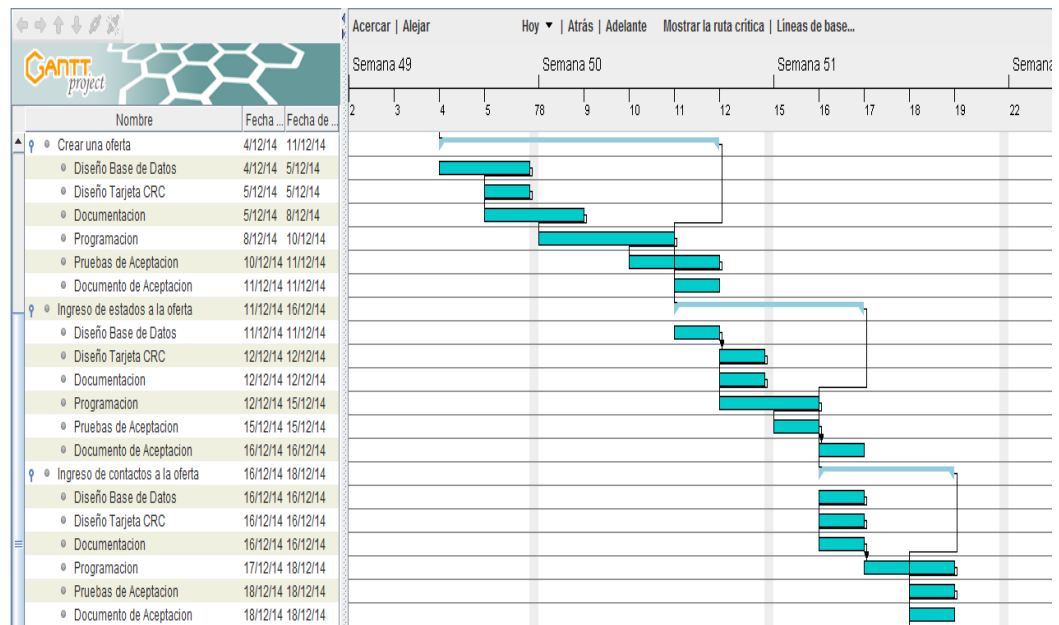 Acercar | Alejar Hoy ▼ | Atrás | Adelante Mostrar la ruta crítica | Líneas de base...
GANTT
project
Semana 49 Semana 50 Semana 51 Semana
2 3 4 5 78 9 10 11 12 15 16 17 18 19 22
Nombre Fecha ... Fecha de ...
Crear una oferta 4/12/14 11/12/14
Diseño Base de Datos 4/12/14 5/12/14
Diseño Tarjeta CRC 5/12/14 5/12/14
Documentacion 5/12/14 8/12/14
Programacion 8/12/14 10/12/14
Pruebas de Aceptacion 10/12/14 11/12/14
Documento de Aceptacion 11/12/14 11/12/14
Ingreso de estados a la oferta 11/12/14 16/12/14
Diseño Base de Datos 11/12/14 11/12/14
Diseño Tarjeta CRC 12/12/14 12/12/14
Documentacion 12/12/14 12/12/14
Programacion 12/12/14 15/12/14
Pruebas de Aceptacion 15/12/14 15/12/14
Documento de Aceptacion 16/12/14 16/12/14
Ingreso de contactos a la oferta 16/12/14 18/12/14
Diseño Base de Datos 16/12/14 16/12/14
Diseño Tarjeta CRC 16/12/14 16/12/14
Documentacion 16/12/14 16/12/14
Programacion 17/12/14 18/12/14
Pruebas de Aceptacion 18/12/14 18/12/14
Documento de Aceptacion 18/12/14 18/12/14